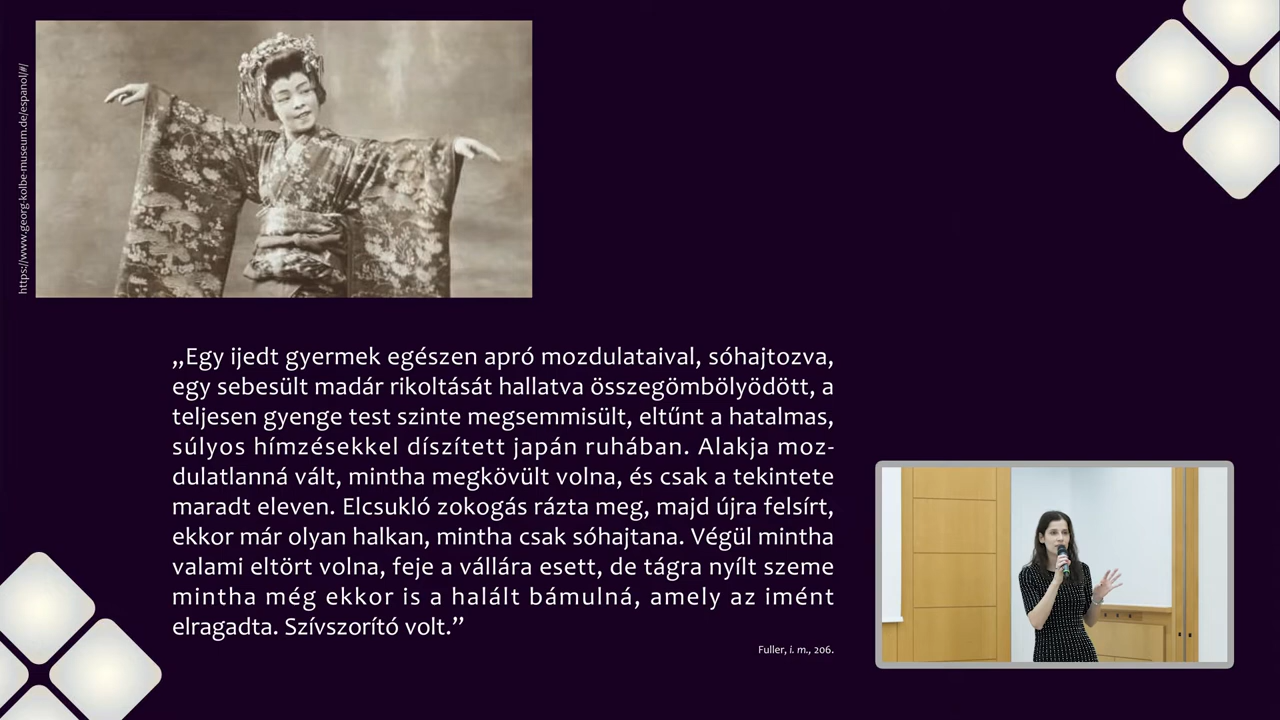 https://www.georg-kolbe-museum.de/espanol/#/
„Egy ijedt gyermek egészen apró mozdulataival, sóhajtozva,
egy sebesült madár rikoltását hallatva összegömbölyödött, a
teljesen gyenge test szinte megsemmisült, eltűnt a hatalmas,
súlyos hímzésekkel díszített japán ruhában. Alakja moz-
dulatlanná vált, mintha megkövült volna, és csak a tekintete
maradt eleven. Elcsukló zokogás rázta meg, majd újra felsírt,
ekkor már olyan halkan, mintha csak sóhajtana. Végül mintha
valami eltört volna, feje a vállára esett, de tágra nyílt szeme
mintha még ekkor is a halált bámulná, amely az imént
elragadta. Szívszorító volt.”
Fuller, i. m., 206.